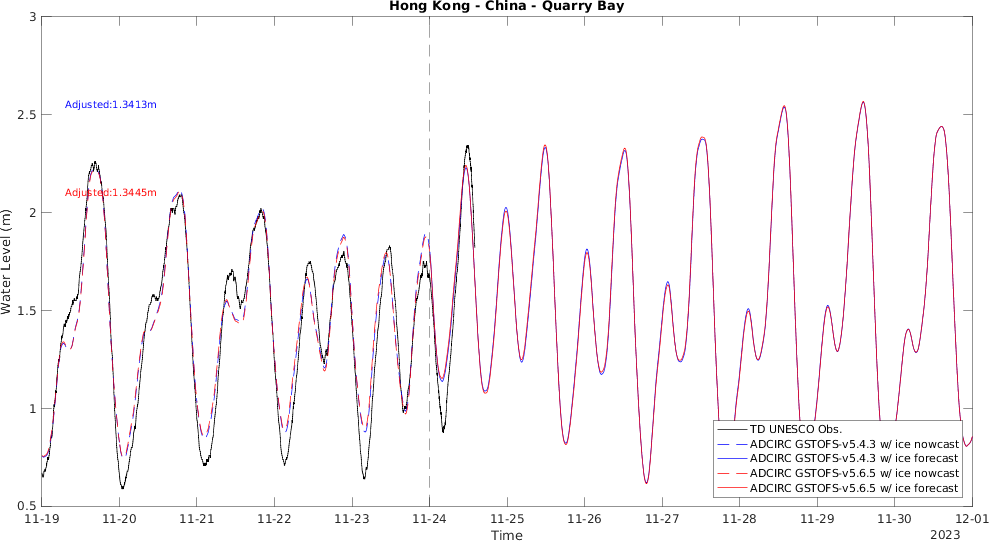 Hong Kong - China - Quarry Bay
Water Level (m)
3
2.5
2
1.5
1
0.5
Adjusted:1.3413m
Adjusted:1.3445m
TD UNESCO Obs.
ADCIRC GSTOFS-v5.4.3 w/ ice nowcast
ADCIRC GSTOFS-v5.4.3 w/ ice forecast
ADCIRC GSTOFS-v5.6.5 w/ ice nowcast
ADCIRC GSTOFS-v5.6.5 w/ ice forecast
11-19 11-20 11-21 11-22 11-23 11-24 11-25 11-26 11-27 11-28 11-29 11-30 12-01
Time
2023